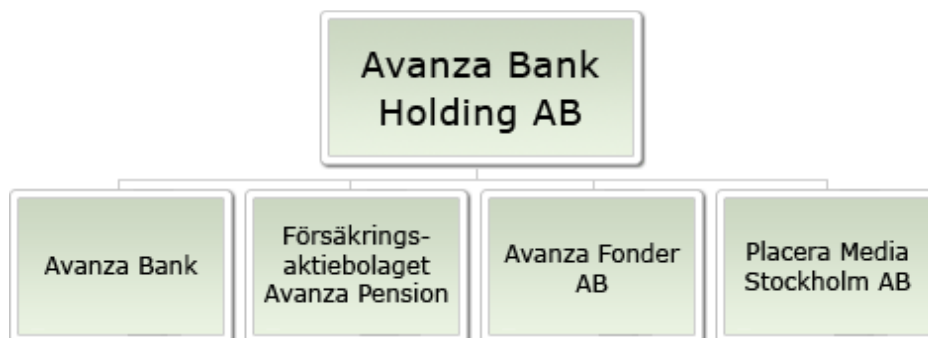 Avanza Bank
Holding AB
Avanza Bank
Försäkrings-
aktiebolaget
Avanza Pension
Avanza Fonder
AB
Placera Media
Stockholm AB